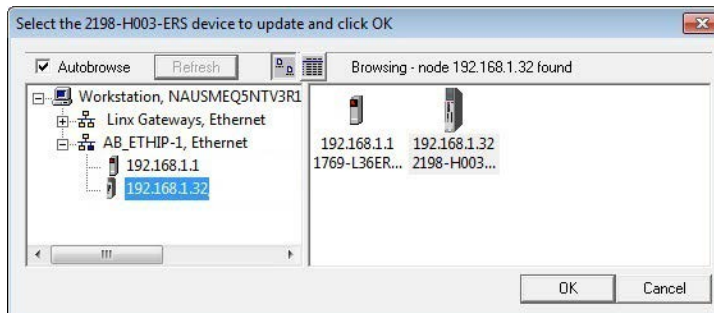 Select the 2198-H003-ERS device to update and click OK
Autobrowse
Refresh
Browsing - node 192.168.1.32 found
Workstation, NAUSMEQ5NTV3R1
Linx Gateways, Ethernet
AB_ETHIP-1, Ethernet
192.168.1.1
192.168.1.32
192.168.1.1
1769-L36ER...
192.168.1.32
2198-H003...
OK
Cancel